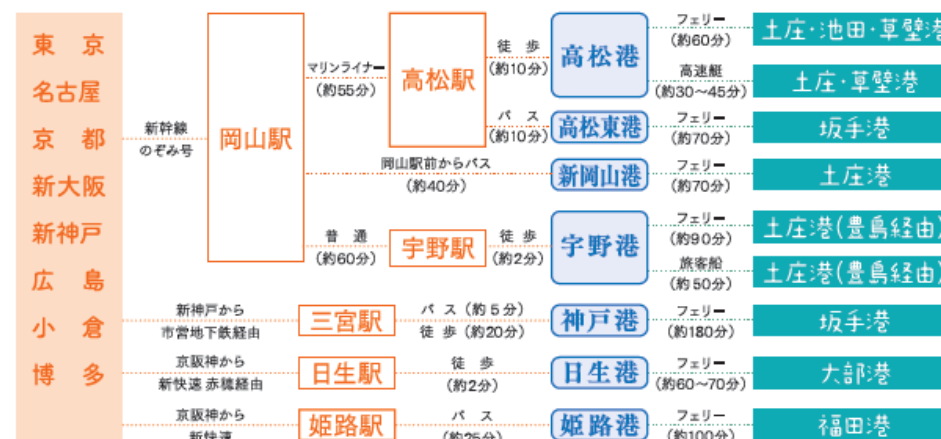 東京
名古屋
京都
新大阪
新神戸
広島
小倉
博多
新幹線
のぞみ号
岡山駅
マリンライナー
(約55分)
高松駅
徒歩
(約10分)
高松港
フェリー
(約60分)
土庄・池田・草壁港
高速艇
(約30〜45分)
土庄・草壁港
バス
(約10分)
高松東港
フェリー
(約70分)
坂手港
岡山駅前からバス
(約40分)
新岡山港
フェリー
(約70分)
土庄港
普通
(約60分)
宇野駅
徒歩
(約2分)
宇野港
フェリー
(約90分)
土庄港(豊島経由)
旅客船
(約50分)
土庄港(豊島経由)
新神戸から
市営地下鉄経由
三宮駅
バス(約5分)
徒歩(約20分)
神戸港
フェリー
(約180分)
坂手港
京阪神から
新快速 赤穂経由
日生駅
徒歩
(約2分)
日生港
フェリー
(約60〜70分)
大部港
京阪神から
新快速
姫路駅
バス
(約25分)
姫路港
フェリー
(約100分)
福田港